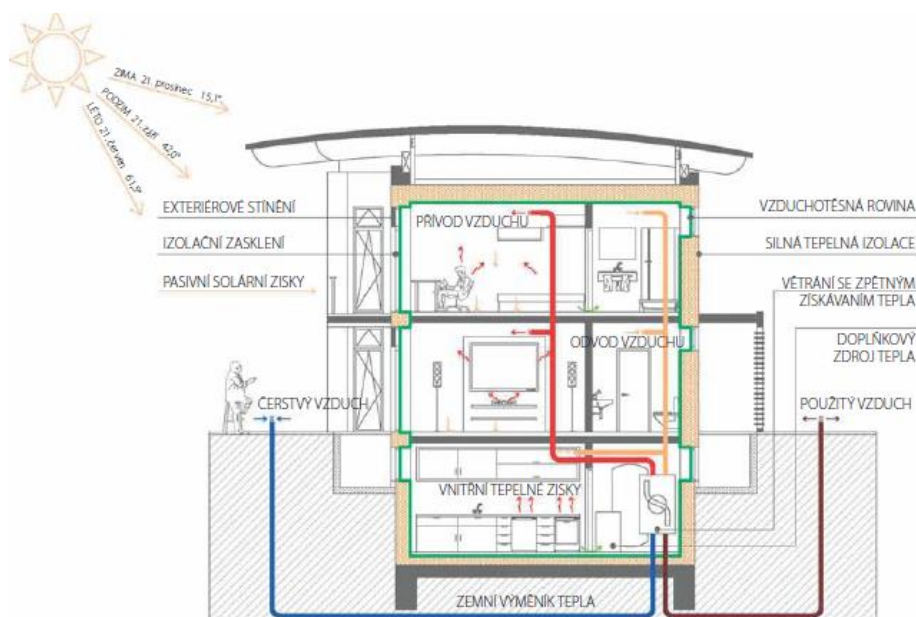 ZIMA 21. prosinec 15,1°
PODZIM 21. září 42,0°
LÉTO 21. červen 61,5°
EXTERIÉROVÉ STÍNĚNÍ
IZOLAČNÍ ZASKLENÍ
PASIVNÍ SOLÁRNÍ ZISKY
PŘÍVOD VZDUCHU
VZDUCHOTĚSNÁ ROVINA
SILNÁ TEPELNÁ IZOLACE
VĚTRÁNÍ SE ZPĚTNÝM
ZÍSKÁVANÍM TEPLA
DOPLŇKOVÝ
ZDROJ TEPLA
ODVOD VZDUCHU
ČERSTVÝ VZDUCH
POUŽITÝ VZDUCH
VNITŘNÍ TEPELNÉ ZISKY
ZEMNÍ VÝMĚNÍK TEPLA